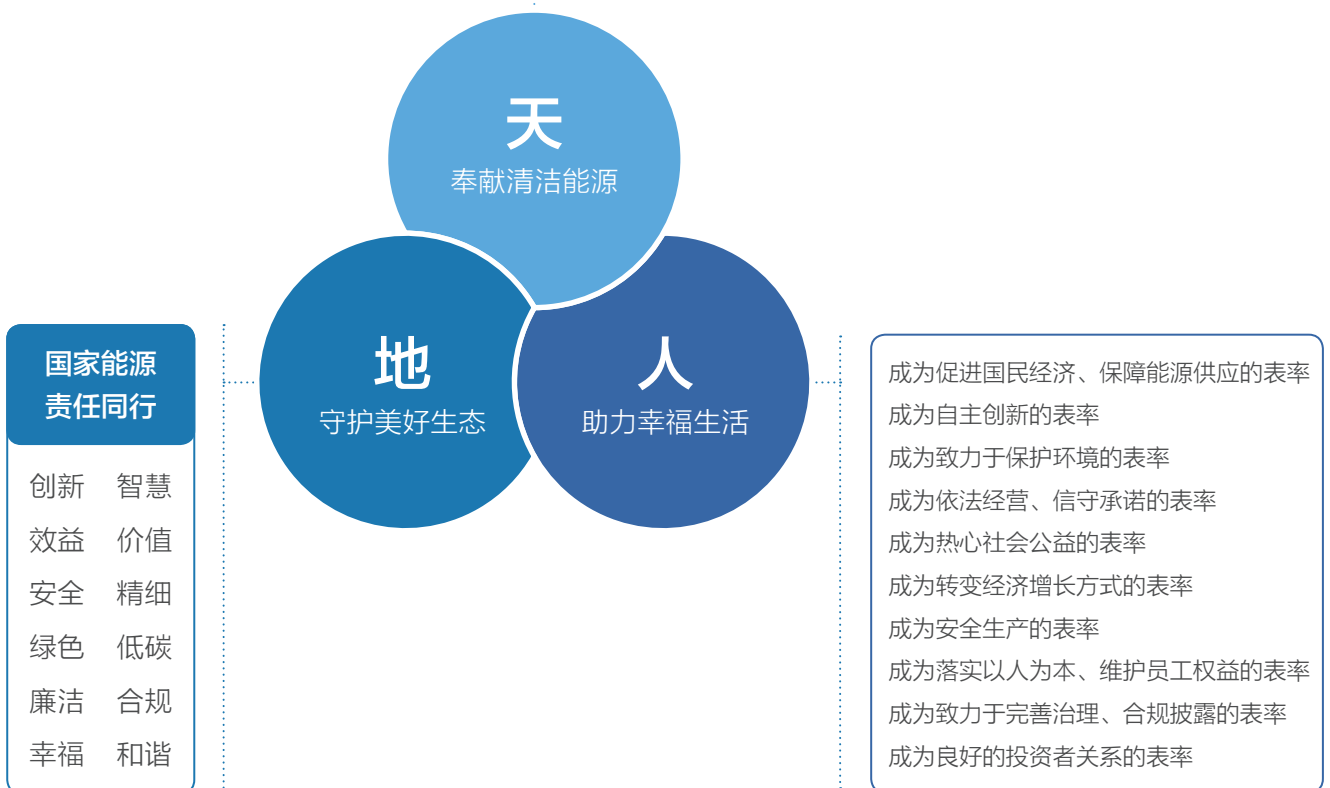 天
奉献清洁能源
地
守护美好生态
人
助力幸福生活
国家能源
责任同行
创新 智慧
效益 价值
安全 精细
绿色 低碳
廉洁 合规
幸福 和谐
成为促进国民经济、保障能源供应的表率
成为自主创新的表率
成为致力于保护环境的表率
成为依法经营、信守承诺的表率
成为热心社会公益的表率
成为转变经济增长方式的表率
成为安全生产的表率
成为落实以人为本、维护员工权益的表率
成为致力于完善治理、合规披露的表率
成为良好的投资者关系的表率